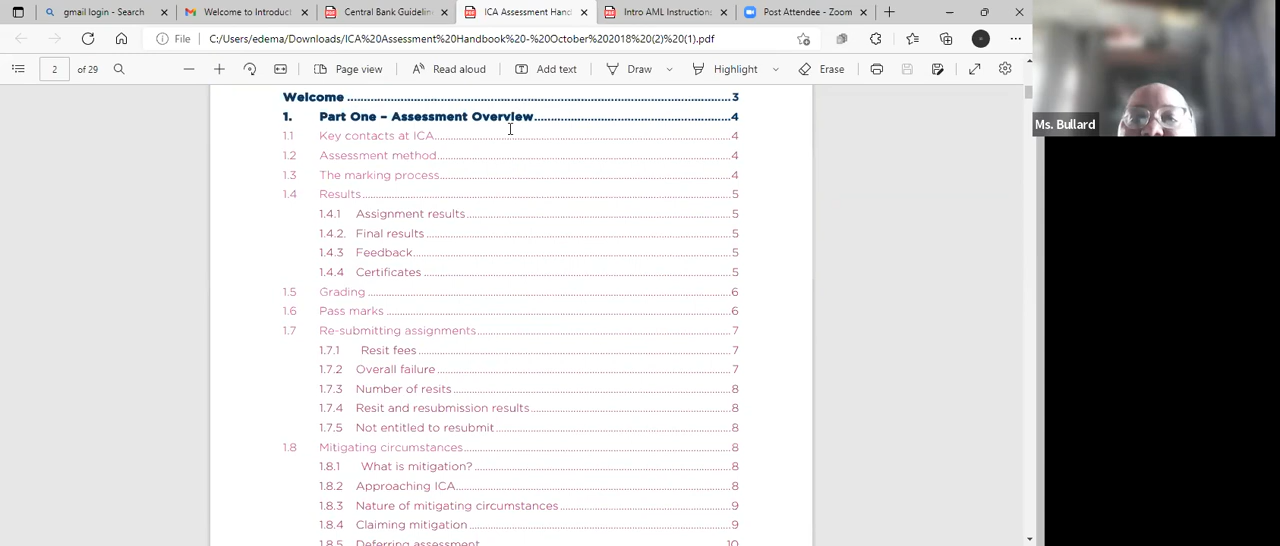 gmail login - Search
Welcome to Introduct
Central Bank Guideline
ICA Assessment Hand
Intro AML Instructions
Post Attendee - Zoom
File
C:/Users/edema/Downloads/ICA%20Assessment%20Handbook%20-%20October%202018%20(2)%20(1).pdf
2 of 29
Page view
Read aloud
Add text
Draw
Highlight
Erase
Ms. Bullard
Welcome 3
1. Part One – Assessment Overview 4
1.1 Key contacts at ICA 4
1.2 Assessment method 4
1.3 The marking process 4
1.4 Results 5
1.4.1 Assignment results 5
1.4.2. Final results 5
1.4.3 Feedback 5
1.4.4 Certificates 5
1.5 Grading 6
1.6 Pass marks 6
1.7 Re-submitting assignments 7
1.7.1 Resit fees 7
1.7.2 Overall failure 7
1.7.3 Number of resits 8
1.7.4 Resit and resubmission results 8
1.7.5 Not entitled to resubmit 8
1.8 Mitigating circumstances 8
1.8.1 What is mitigation? 8
1.8.2 Approaching ICA 8
1.8.3 Nature of mitigating circumstances 9
1.8.4 Claiming mitigation 9
1.8.5 Deferring assessment 10